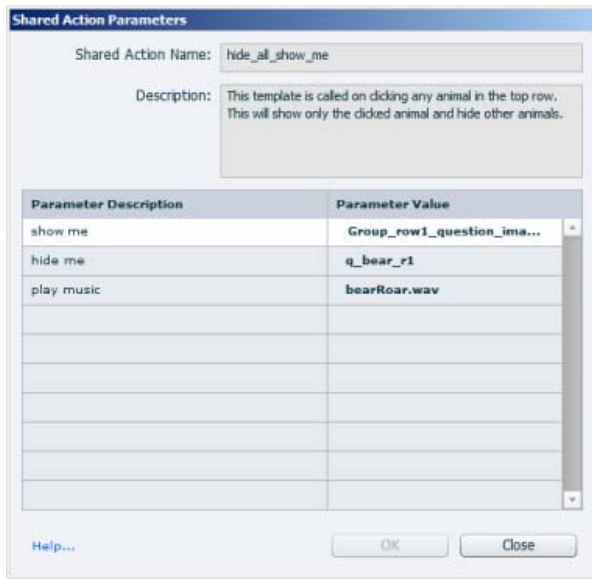 Shared Action Parameters
Shared Action Name: hide_all_show_me
Description: This template is called on clicking any animal in the top row.
This will show only the clicked animal and hide other animals.
Parameter Description Parameter Value
show me Group_row1_question_ima...
hide me q_bear_r1
play music bearRoar.wav
Help... OK Close